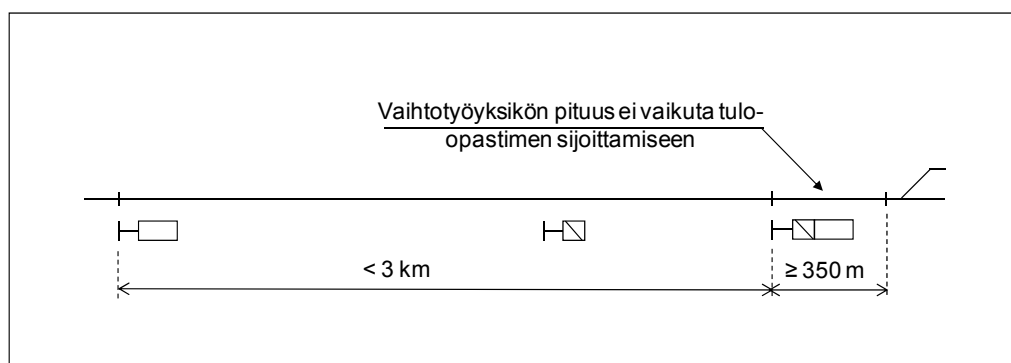 Vaihtotyöyksikön pituus ei vaikuta tulo-
opastimen sijoittamiseen
< 3 km
≥ 350 m